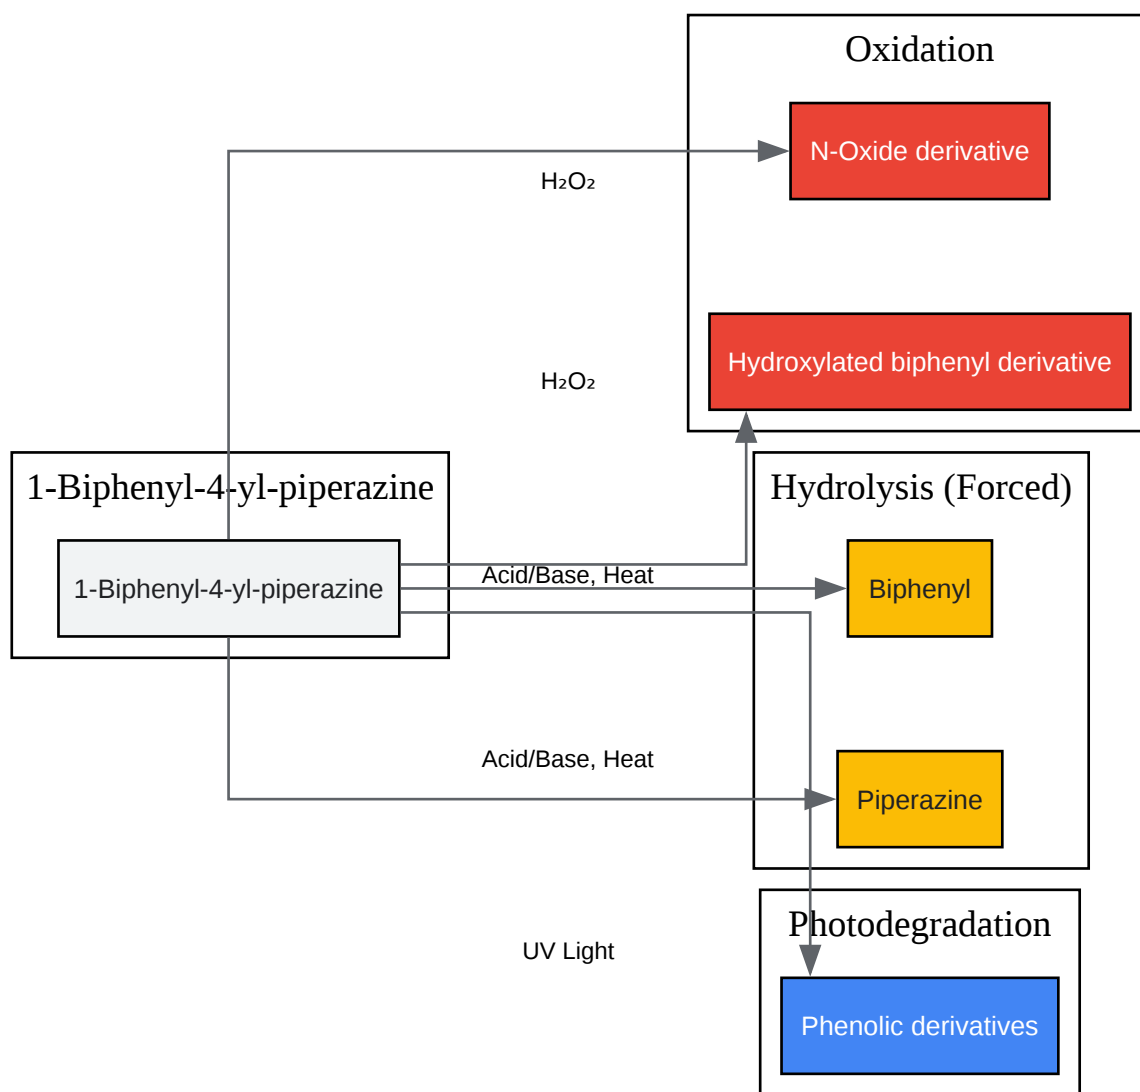 Oxidation
N-Oxide derivative
H₂O₂
Hydroxylated biphenyl derivative
H₂O₂
1-Biphenyl-4-yl-piperazine
Hydrolysis (Forced)
Acid/Base, Heat
1-Biphenyl-4-yl-piperazine
Biphenyl
Acid/Base, Heat
Piperazine
Photodegradation
UV Light
Phenolic derivatives